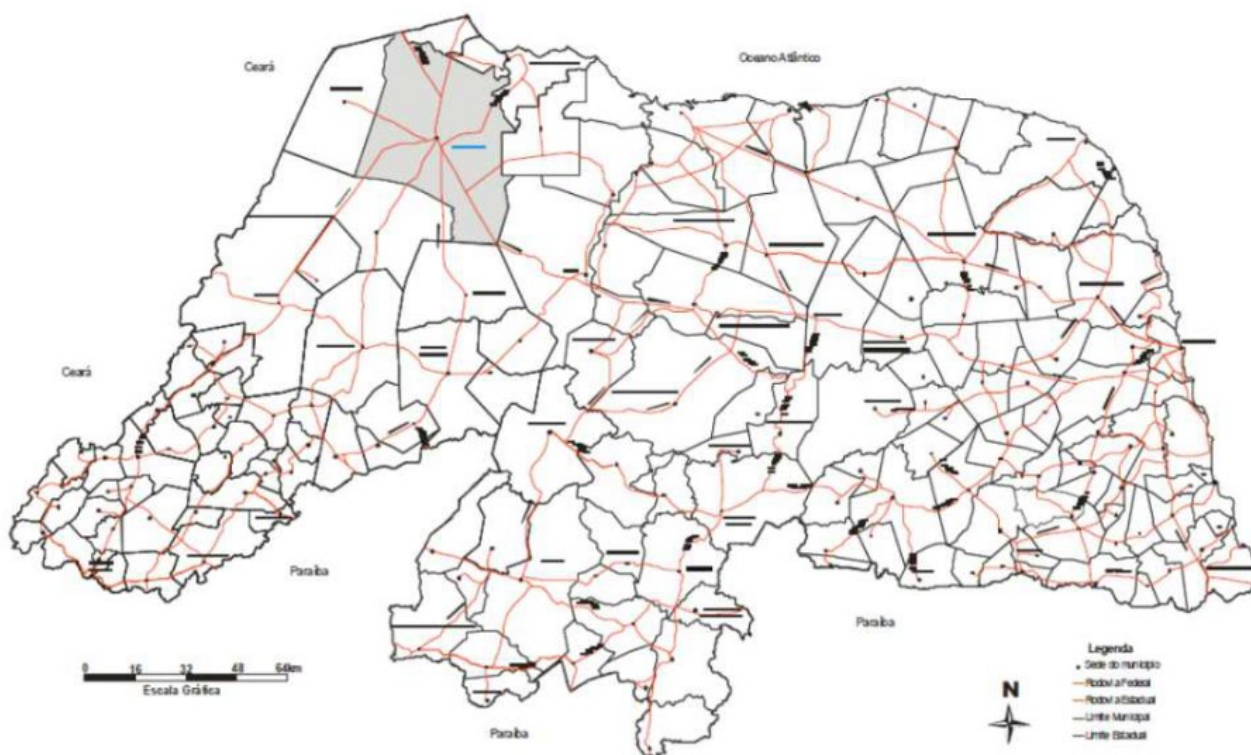 Ceará
Oceano Atlântico
Ceará
Paraíba
Paraíba
Paraíba
0 16 32 48 64km
Escala Gráfica
N
Legenda
Sede do município
Rodovia Federal
Rodovia Estadual
Limite Municipal
Limite Estadual